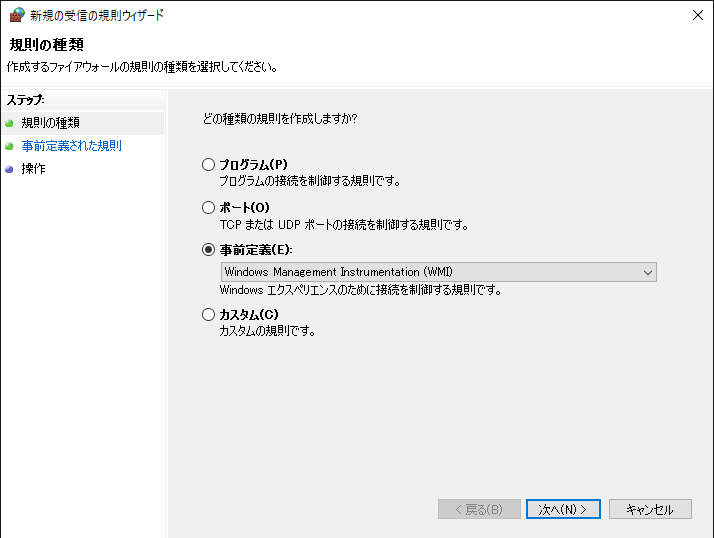 新規の受信の規則ウィザード
規則の種類
作成するファイアウォールの規則の種類を選択してください。
ステップ:
規則の種類
事前定義された規則
操作
どの種類の規則を作成しますか?
プログラム(P)
プログラムの接続を制御する規則です。
ポート(O)
TCP または UDP ポートの接続を制御する規則です。
事前定義(E):
Windows Management Instrumentation (WMI)
Windows エクスペリエンスのために接続を制御する規則です。
カスタム(C)
カスタムの規則です。
< 戻る(B)
次へ(N) >
キャンセル